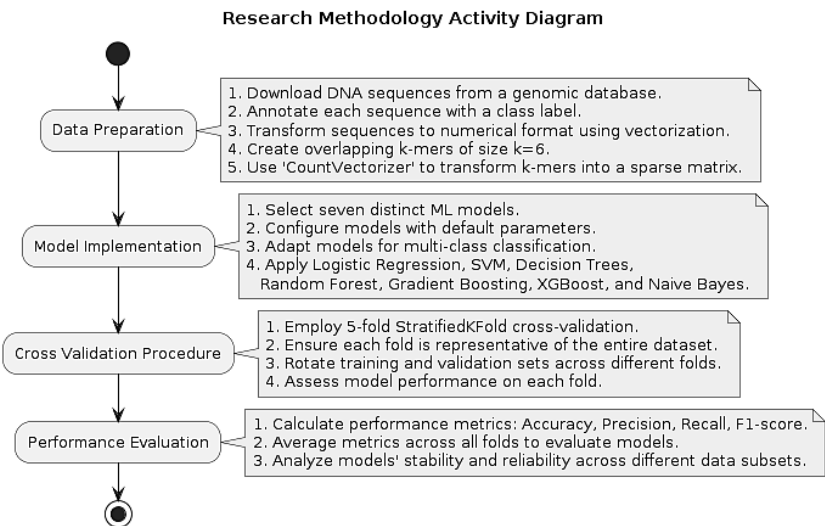 Research Methodology Activity Diagram
Data Preparation
1. Download DNA sequences from a genomic database.
2. Annotate each sequence with a class label.
3. Transform sequences to numerical format using vectorization.
4. Create overlapping k-mers of size k=6.
5. Use 'CountVectorizer' to transform k-mers into a sparse matrix.
Model Implementation
1. Select seven distinct ML models.
2. Configure models with default parameters.
3. Adapt models for multi-class classification.
4. Apply Logistic Regression, SVM, Decision Trees,
Random Forest, Gradient Boosting, XGBoost, and Naive Bayes.
Cross Validation Procedure
1. Employ 5-fold StratifiedKFold cross-validation.
2. Ensure each fold is representative of the entire dataset.
3. Rotate training and validation sets across different folds.
4. Assess model performance on each fold.
Performance Evaluation
1. Calculate performance metrics: Accuracy, Precision, Recall, F1-score.
2. Average metrics across all folds to evaluate models.
3. Analyze models' stability and reliability across different data subsets.